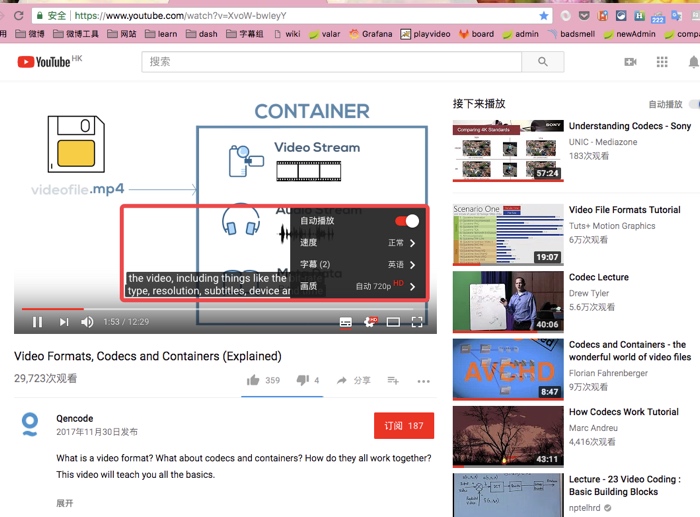 安全 https://www.youtube.com/watch?v=XvoW-bwIeyY
用 微博 微博工具 网站 learn dash 字幕组 wiki valar Grafana playvideo board admin badsmell newAdmin compa
222
YouTube HK
搜索
CONTAINER
Video Stream
videofile.mp4
Audio Stream
自动播放
速度 正常
字幕 (2) 英语
画质 自动 720p HD
the video, including things like the
type, resolution, subtitles, device an
1:53 / 12:29
HD
Video Formats, Codecs and Containers (Explained)
29,723次观看
359 4 分享
Qencode
2017年11月30日发布
订阅 187
What is a video format? What about codecs and containers? How do they all work together?
This video will teach you all the basics.
展开
接下来播放 自动播放
Comparing 4K Standards
SONY
57:24
Understanding Codecs - Sony
UNIC - Mediazone
183次观看
Scenario One
19:07
Video File Formats Tutorial
Tuts+ Motion Graphics
6万次观看
40:06
Codec Lecture
Drew Tyler
5.6万次观看
AVCHD
8:47
Codecs and Containers - the
wonderful world of video files
Florian Fahrenberger
9万次观看
43:11
How Codecs Work Tutorial
Marc Andreu
4,416次观看
Lecture - 23 Video Coding :
Basic Building Blocks
nptelhrd